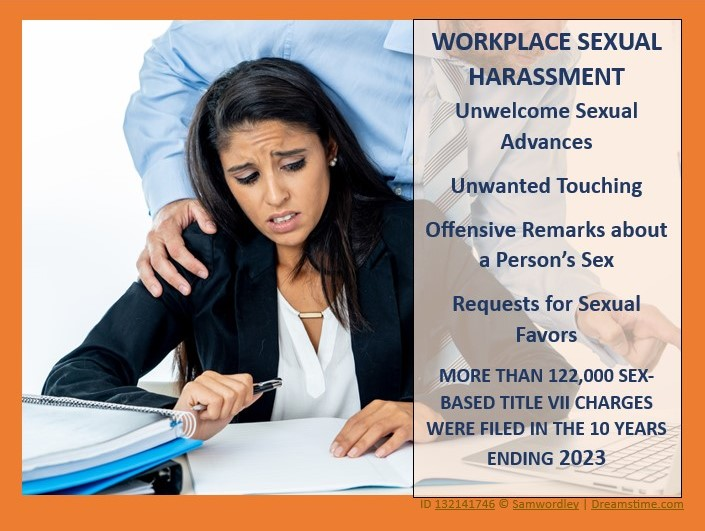 WORKPLACE SEXUAL
HARASSMENT
Unwelcome Sexual
Advances
Unwanted Touching
Offensive Remarks about
a Person’s Sex
Requests for Sexual
Favors
MORE THAN 122,000 SEX-
BASED TITLE VII CHARGES
WERE FILED IN THE 10 YEARS
ENDING 2023
ID 132141746 © Samwordley | Dreamstime.com